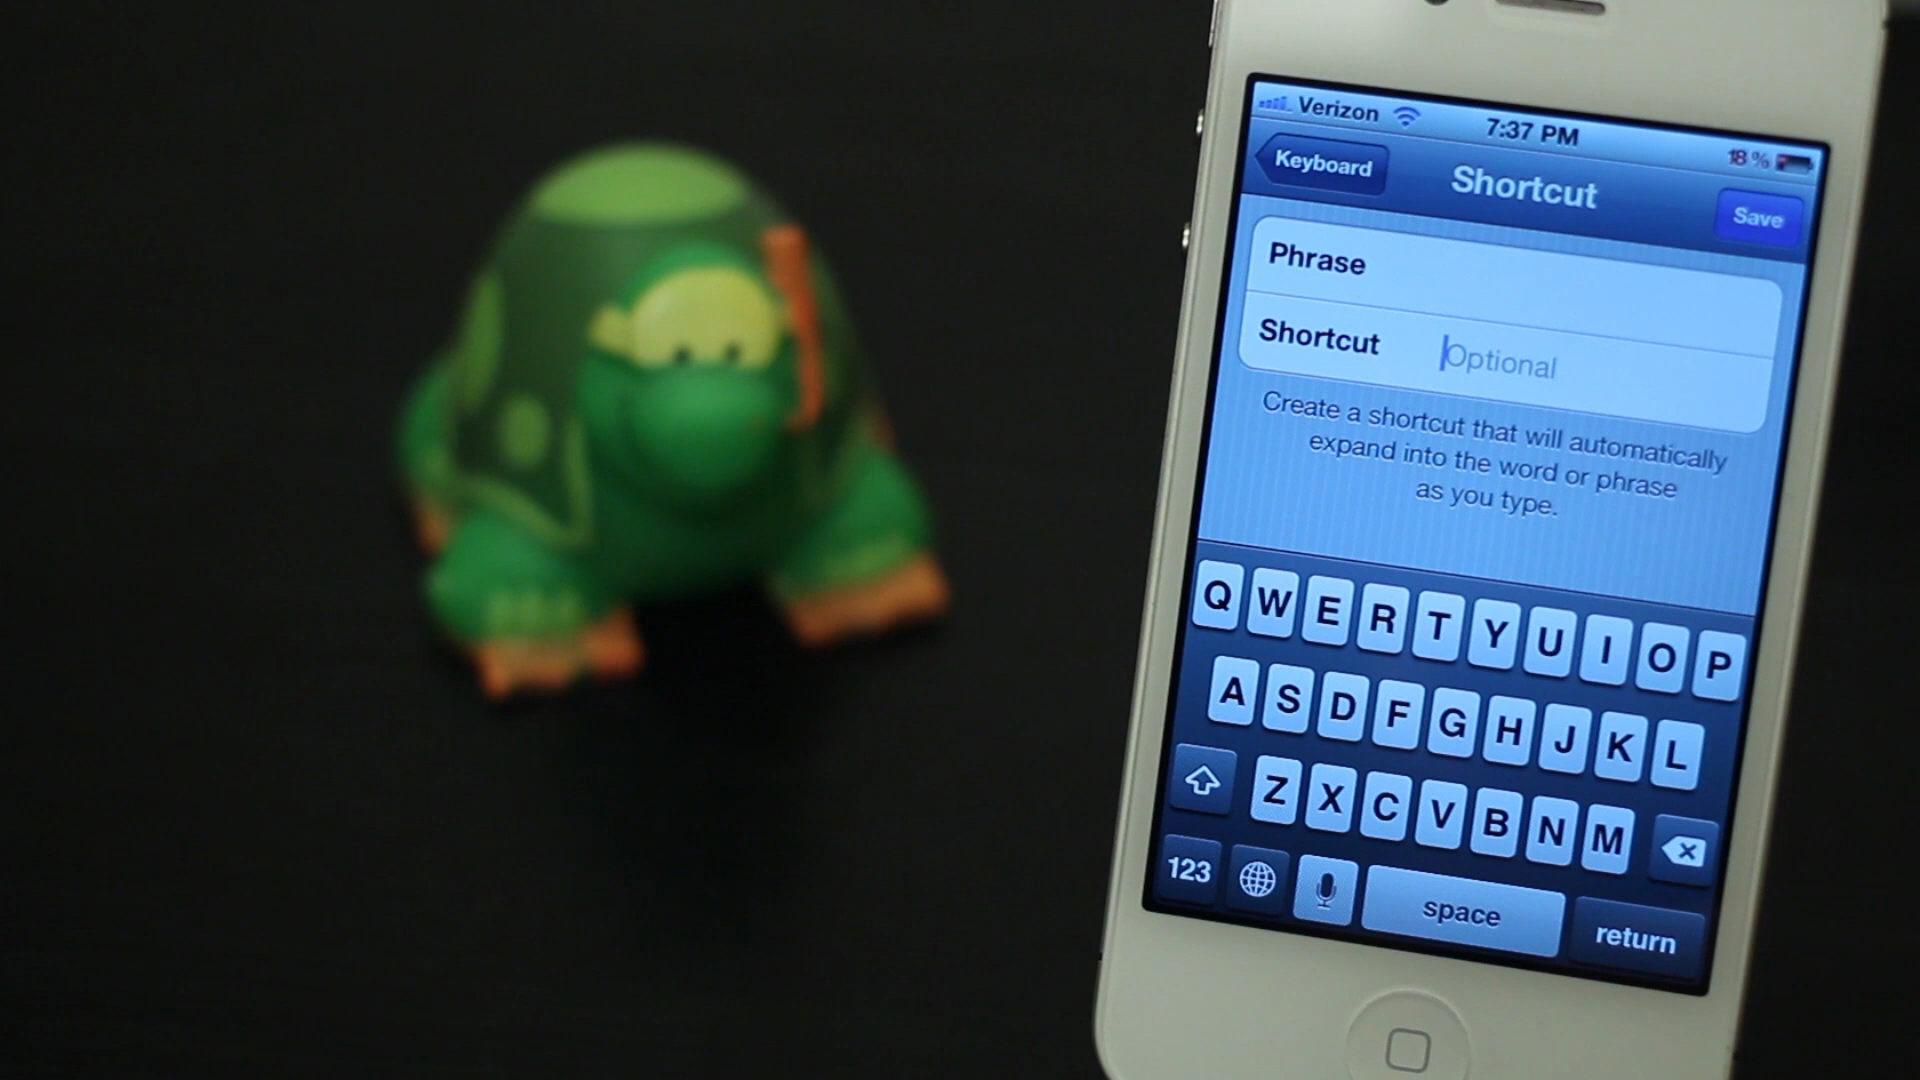 Verizon 7:37 PM 18%
Keyboard Shortcut Save
Phrase
Shortcut Optional
Create a shortcut that will automatically
expand into the word or phrase
as you type.
Q W E R T Y U I O P
A S D F G H J K L
Z X C V B N M
123 space return